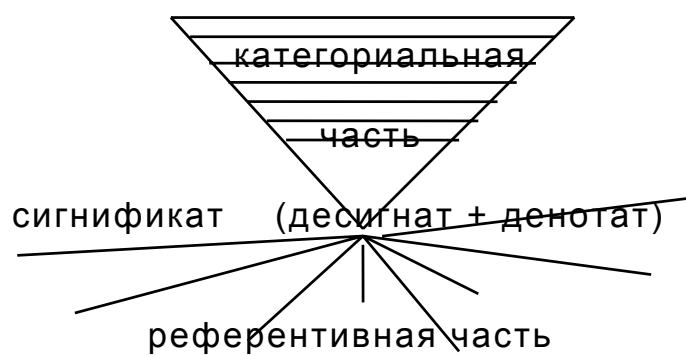 категориальная
часть
сигнификат (десигнат + денотат)
референтивная часть